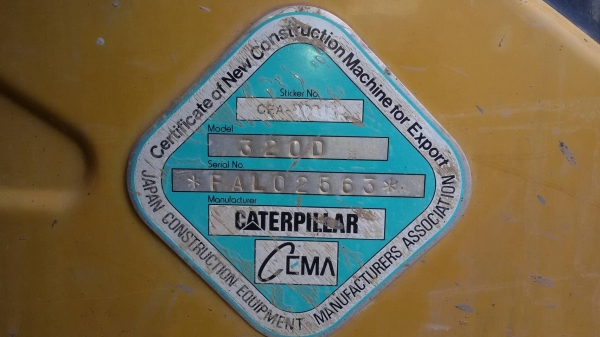 Certificate of New Construction Machine for Export
Sticker No.
Model
320D
Serial No.
*FAL02563*
Manufacturer
CATERPILLAR
CEMA
JAPAN CONSTRUCTION EQUIPMENT MANUFACTURERS ASSOCIATION